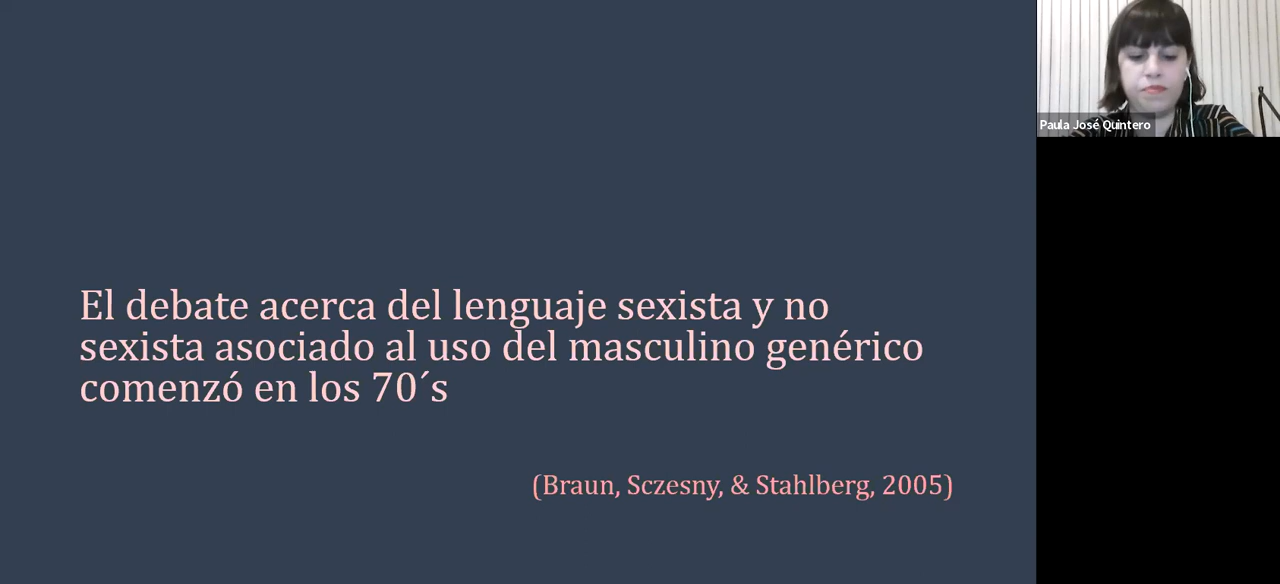 El debate acerca del lenguaje sexista y no
sexista asociado al uso del masculino genérico
comenzó en los 70´s
(Braun, Sczesny, & Stahlberg, 2005)
Paula José Quintero